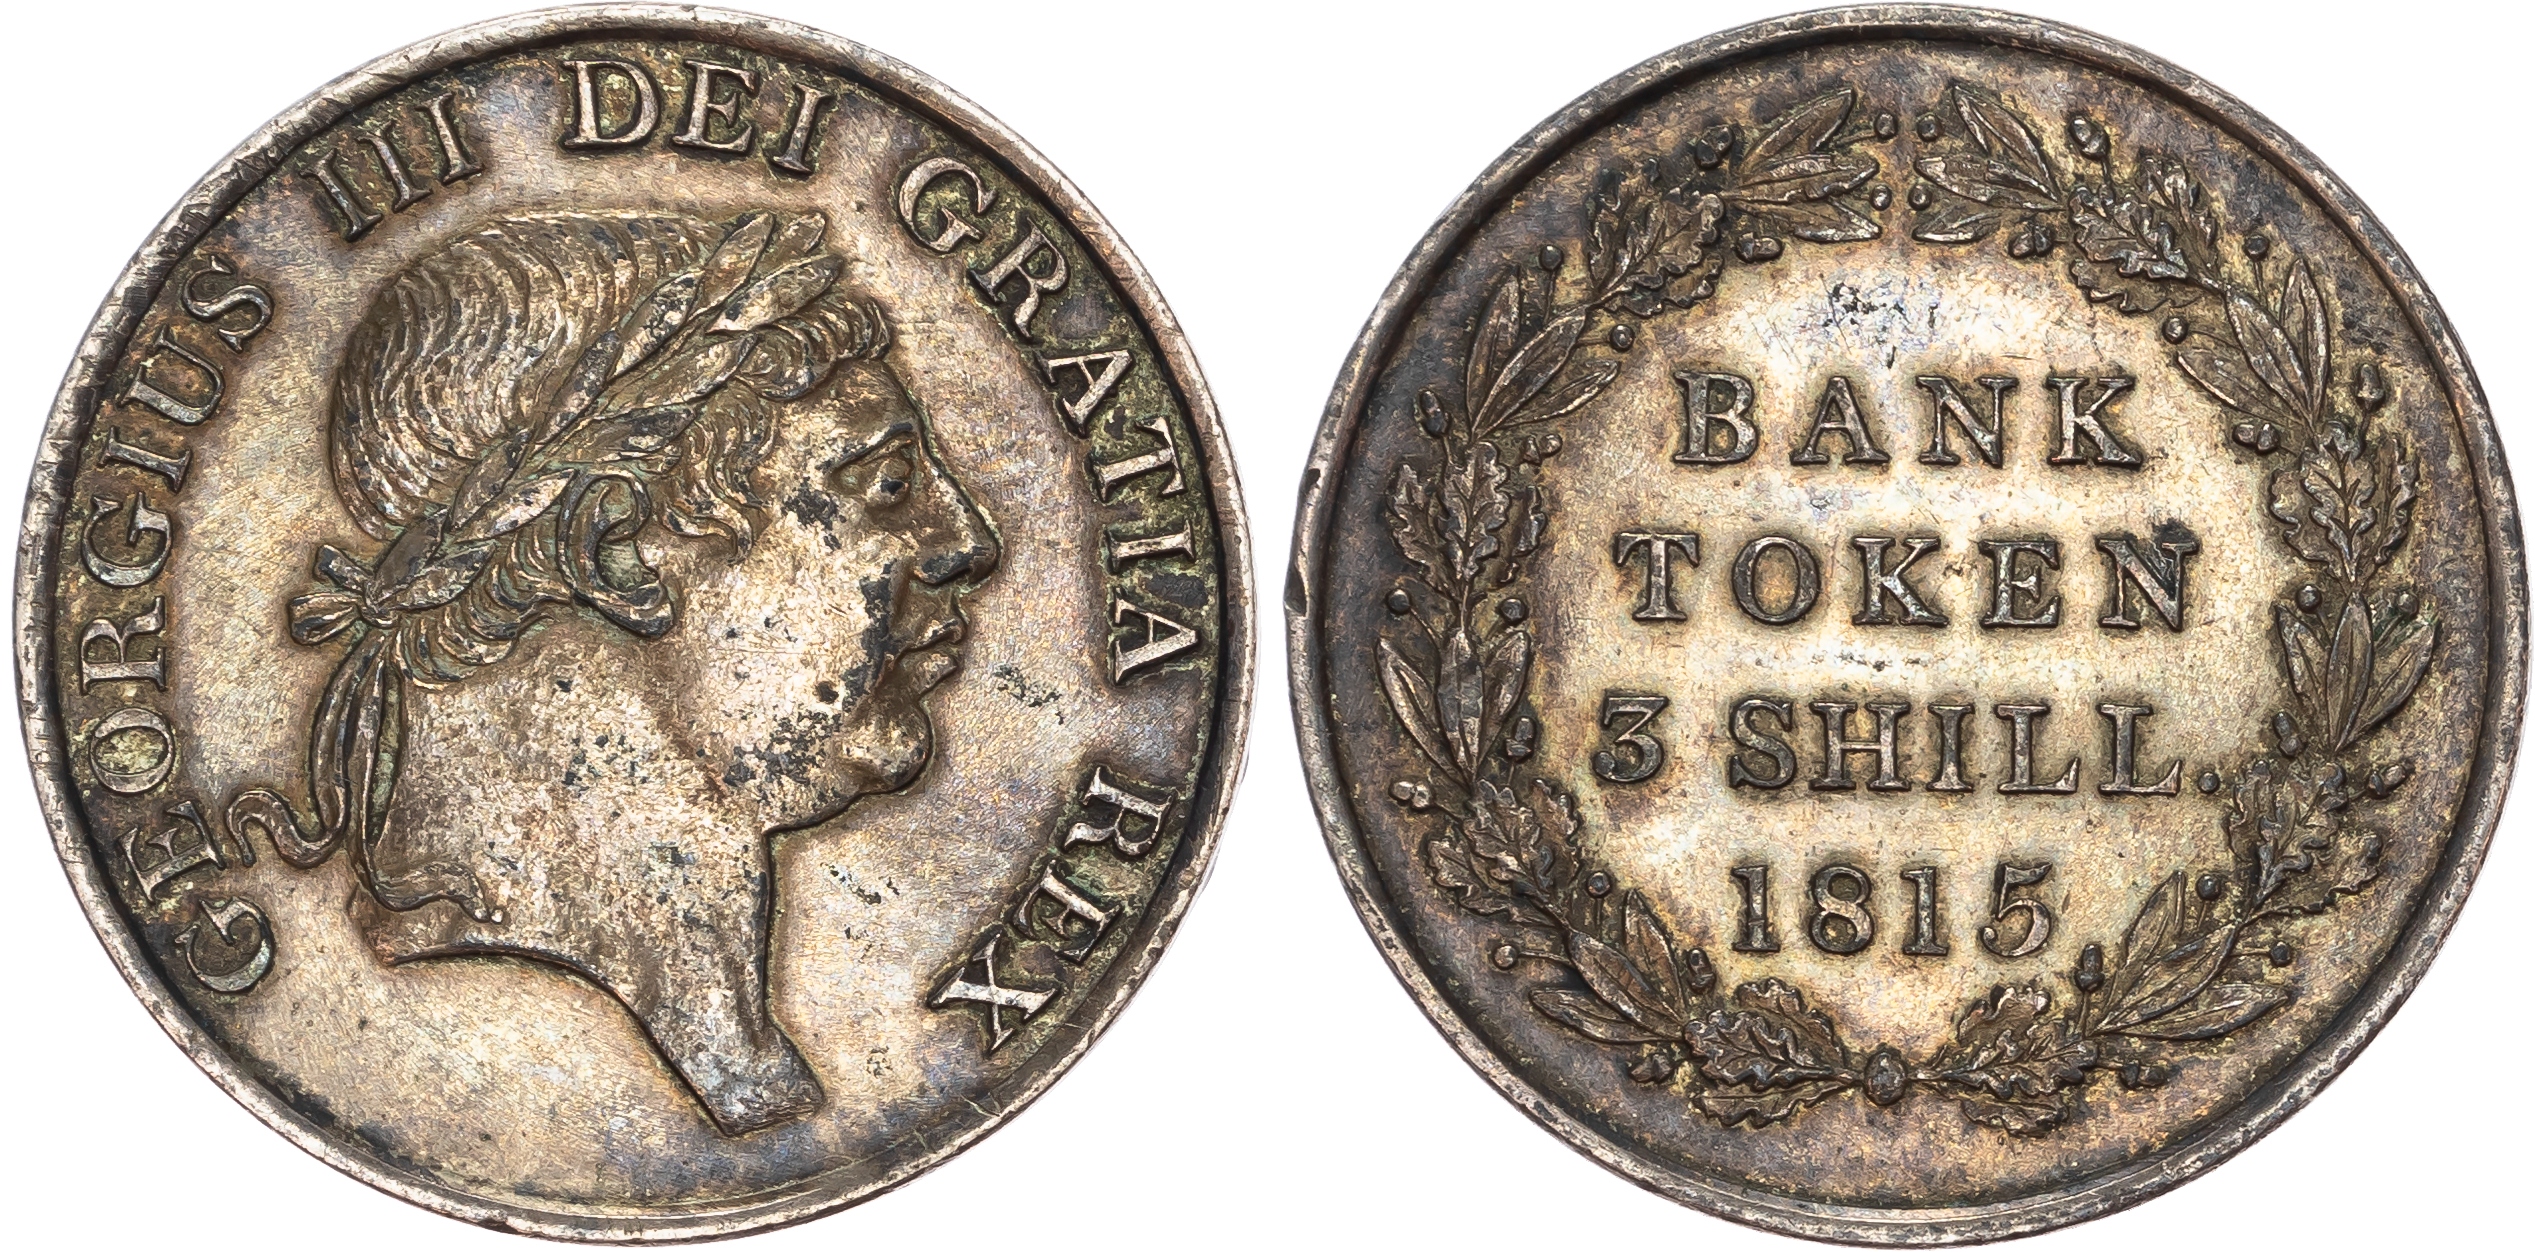 GEORGIUS III DEI GRATIA REX
BANK
TOKEN
3 SHILL.
1815